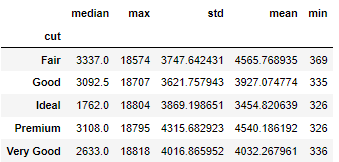 median max std mean min
cut
Fair 3337.0 18574 3747.642431 4565.768935 369
Good 3092.5 18707 3621.757943 3927.074774 335
Ideal 1762.0 18804 3869.198651 3454.820639 326
Premium 3108.0 18795 4315.682923 4540.186192 326
Very Good 2633.0 18818 4016.865952 4032.267961 336